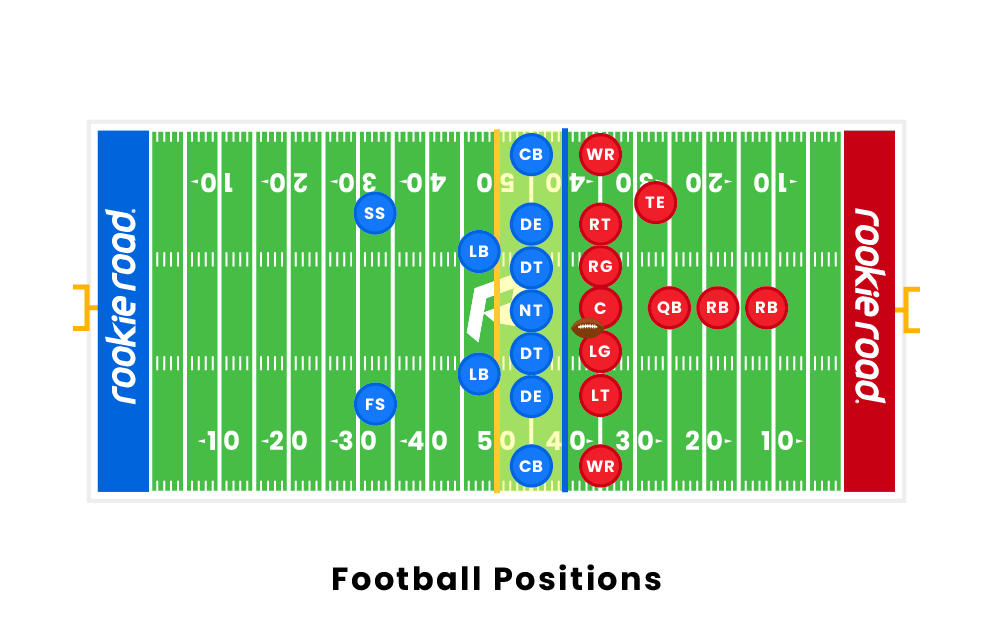 CB WR
10 20 30 40 50 40 30 20 10
SS TE
DE RT
LB
DT RG
rookie road. NT C QB RB RB rookie road.
DT LG
LB
DE LT
FS
10 20 30 40 50 40 30 20 10
CB WR
Football Positions